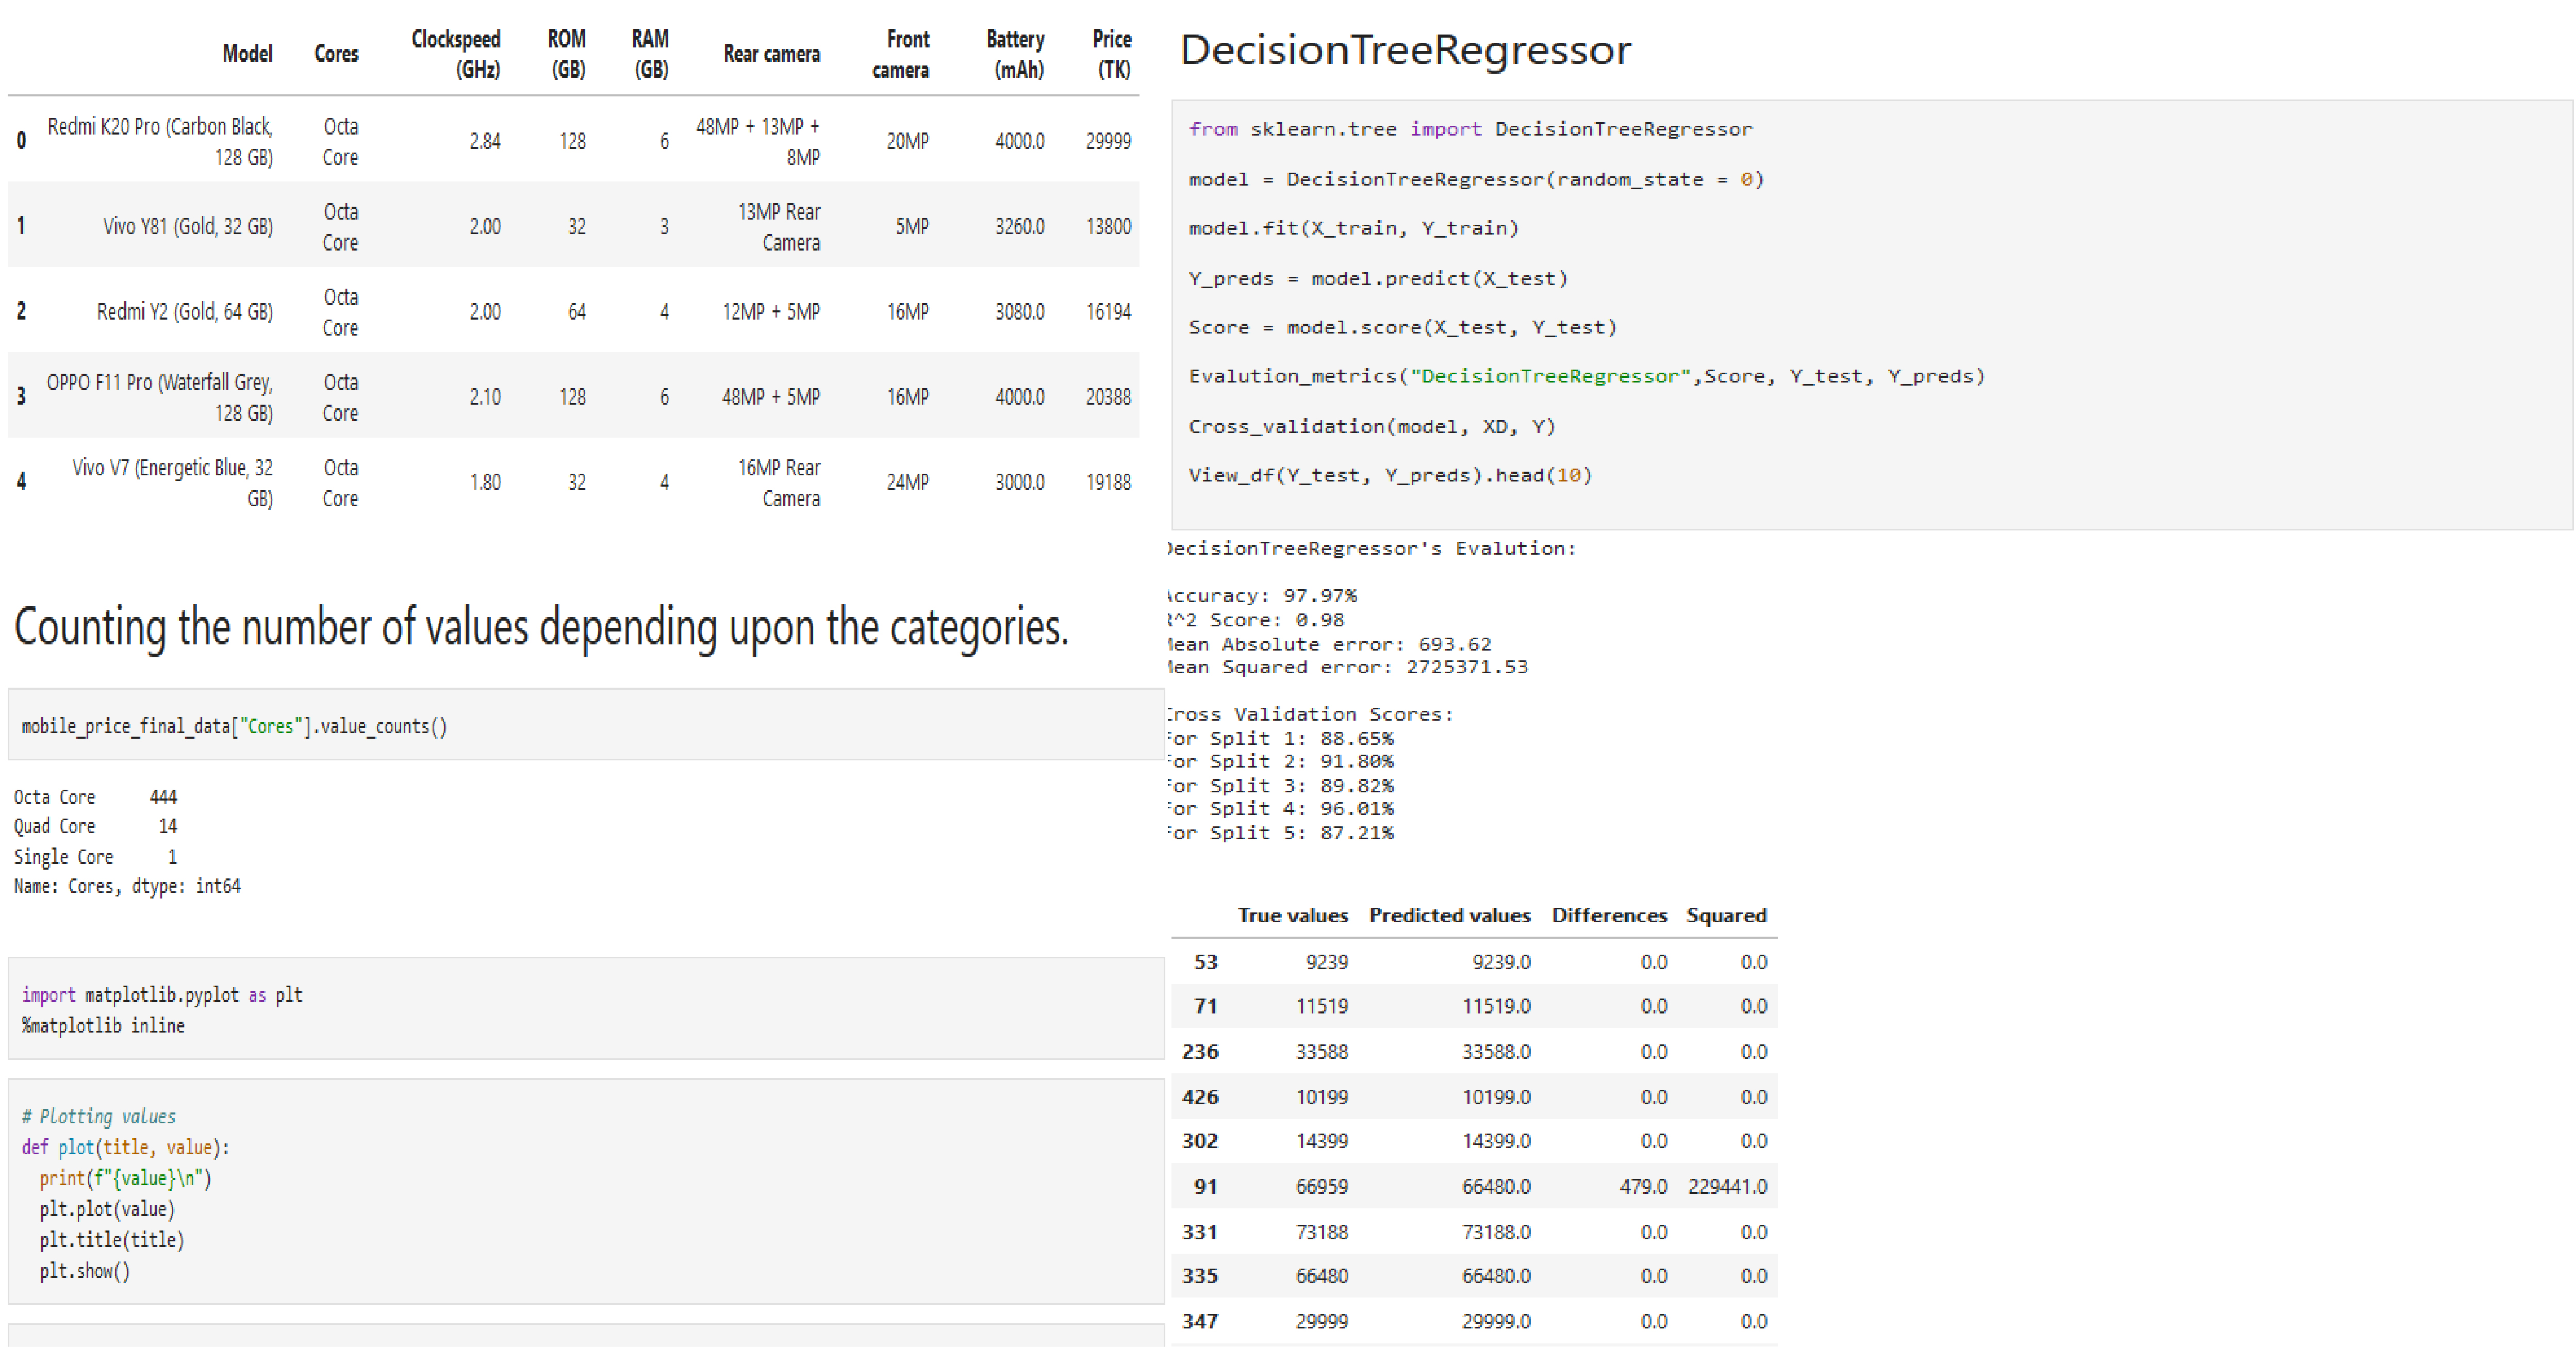 Model Cores Clockspeed (GHz) ROM (GB) RAM (GB) Rear camera Front camera Battery (mAh) Price (TK)
0 Redmi K20 Pro (Carbon Black, 128 GB) Octa Core 2.84 128 6 48MP + 13MP + 8MP 20MP 4000.0 29999
1 Vivo Y81 (Gold, 32 GB) Octa Core 2.00 32 3 13MP Rear Camera 5MP 3260.0 13800
2 Redmi Y2 (Gold, 64 GB) Octa Core 2.00 64 4 12MP + 5MP 16MP 3080.0 16194
3 OPPO F11 Pro (Waterfall Grey, 128 GB) Octa Core 2.10 128 6 48MP + 5MP 16MP 4000.0 20388
4 Vivo V7 (Energetic Blue, 32 GB) Octa Core 1.80 32 4 16MP Rear Camera 24MP 3000.0 19188
Counting the number of values depending upon the categories.
mobile_price_final_data["Cores"].value_counts()
Octa Core 444
Quad Core 14
Single Core 1
Name: Cores, dtype: int64
import matplotlib.pyplot as plt
%matplotlib inline
# Plotting values
def plot(title, value):
print(f"{value}\n")
plt.plot(value)
plt.title(title)
plt.show()
DecisionTreeRegressor
from sklearn.tree import DecisionTreeRegressor
model = DecisionTreeRegressor(random_state = 0)
model.fit(X_train, Y_train)
Y_preds = model.predict(X_test)
Score = model.score(X_test, Y_test)
Evalution_metrics("DecisionTreeRegressor",Score, Y_test, Y_preds)
Cross_validation(model, XD, Y)
View_df(Y_test, Y_preds).head(10)
DecisionTreeRegressor's Evalution:
Accuracy: 97.97%
R^2 Score: 0.98
Mean Absolute error: 693.62
Mean Squared error: 2725371.53
Cross Validation Scores:
For Split 1: 88.65%
For Split 2: 91.80%
For Split 3: 89.82%
For Split 4: 96.01%
For Split 5: 87.21%
True values Predicted values Differences Squared
53 9239 9239.0 0.0 0.0
71 11519 11519.0 0.0 0.0
236 33588 33588.0 0.0 0.0
426 10199 10199.0 0.0 0.0
302 14399 14399.0 0.0 0.0
91 66959 66480.0 479.0 229441.0
331 73188 73188.0 0.0 0.0
335 66480 66480.0 0.0 0.0
347 29999 29999.0 0.0 0.0